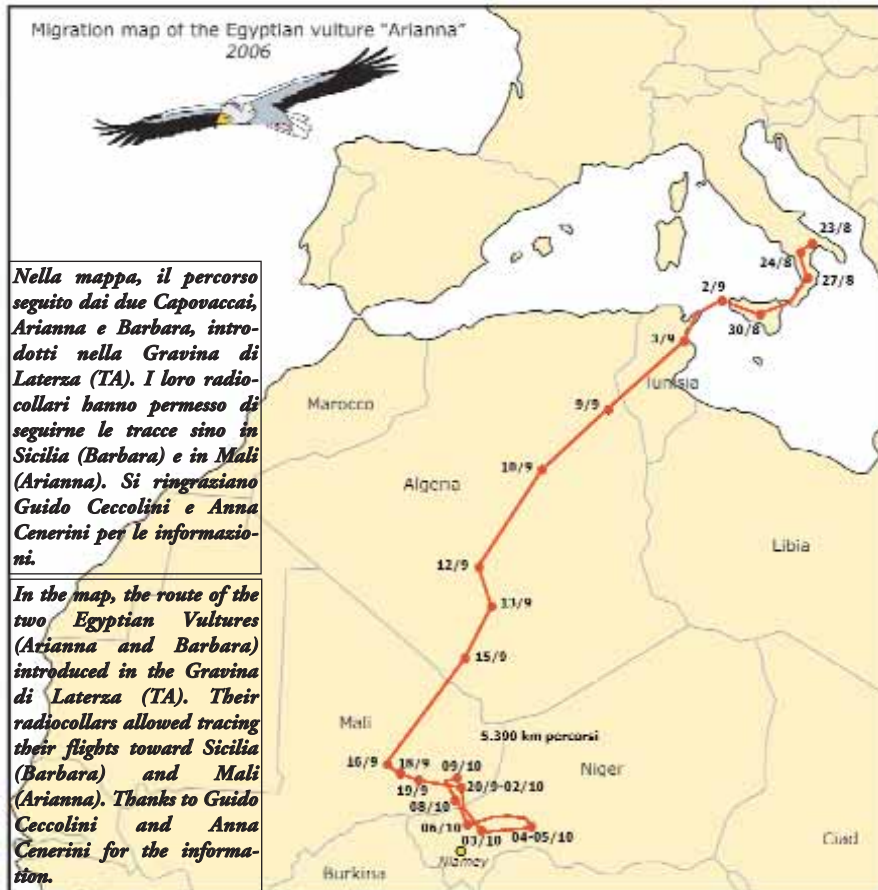 Migration map of the Egyptian vulture "Arianna"
2006
Nella mappa, il percorso
seguito dai due Capovaccai,
Arianna e Barbara, intro-
dotti nella Gravina di
Laterza (TA). I loro radio-
collari hanno permesso di
seguirne le tracce sino in
Sicilia (Barbara) e in Mali
(Arianna). Si ringraziano
Guido Ceccolini e Anna
Cenerini per le informazio-
ni.
In the map, the route of the
two Egyptian Vultures
(Arianna and Barbara)
introduced in the Gravina
di Laterza (TA). Their
radiocollars allowed tracing
their flights toward Sicilia
(Barbara) and Mali
(Arianna). Thanks to Guido
Ceccolini and Anna
Cenerini for the informa-
tion.
23/8
24/8
27/8
2/9
30/8
3/9
Tunisia
9/9
Marocco
10/9
Algeria
Libia
12/9
13/9
15/9
Mali
5.300 km percorsi
Niger
16/9
18/9
09/10
19/9
20/9-02/10
08/10
06/10
03/10
04-05/10
Niamey
Ciad
Burkina